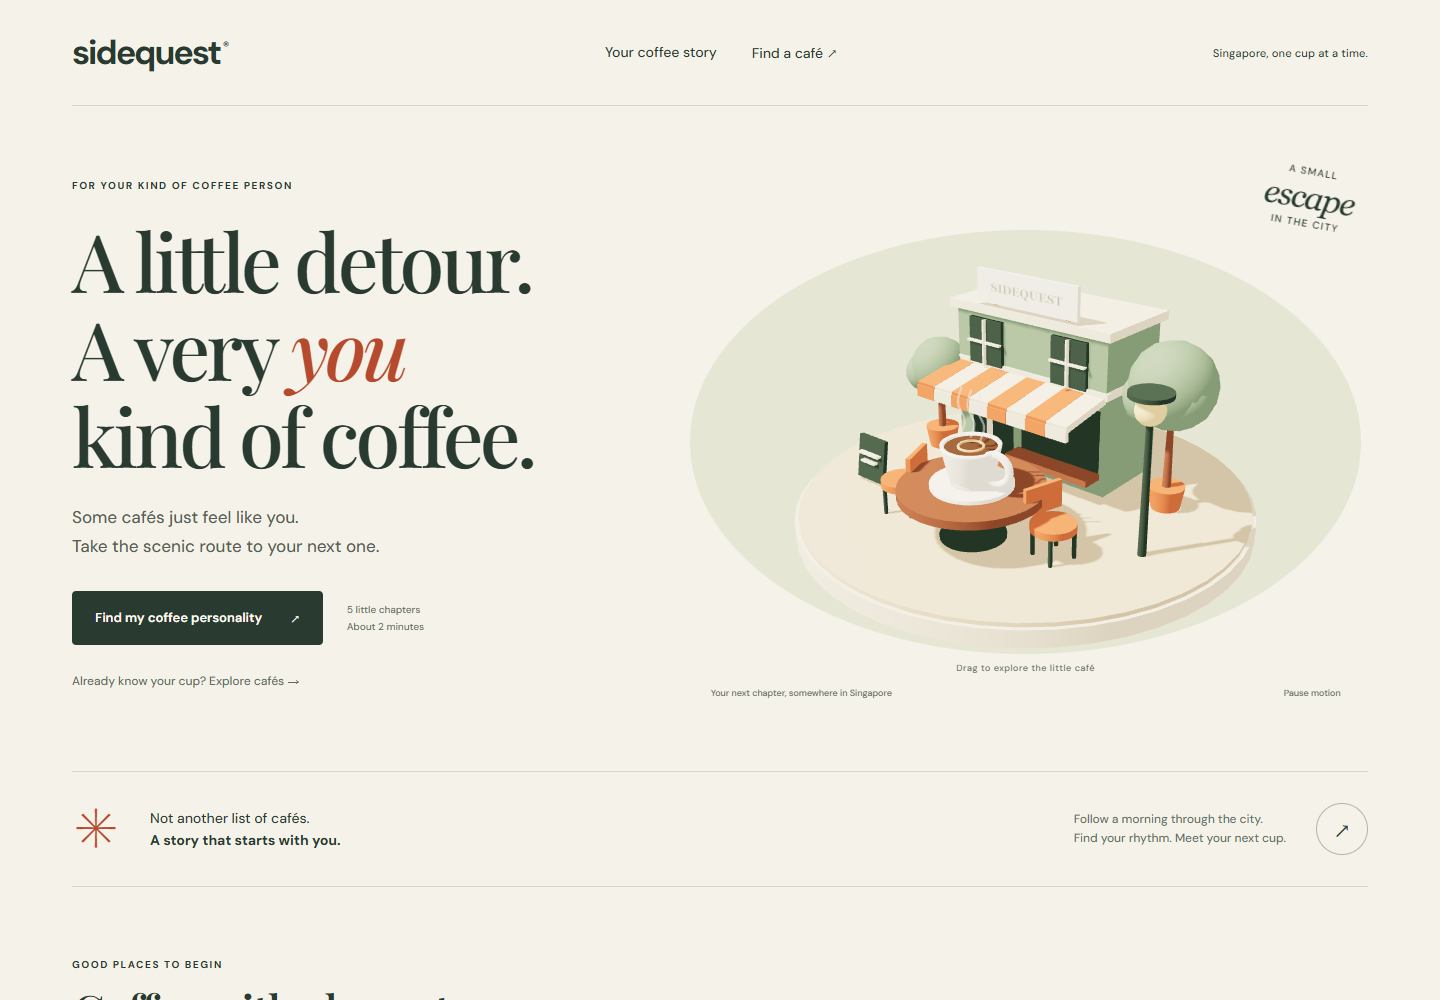 sidequest®
Your coffee story
Find a café ↗
Singapore, one cup at a time.
FOR YOUR KIND OF COFFEE PERSON
A little detour.
A very you
kind of coffee.
Some cafés just feel like you.
Take the scenic route to your next one.
Find my coffee personality ↗
5 little chapters
About 2 minutes
Already know your cup? Explore cafés →
A SMALL
escape
IN THE CITY
SIDEQUEST
Drag to explore the little café
Your next chapter, somewhere in Singapore
Pause motion
Not another list of cafés.
A story that starts with you.
Follow a morning through the city.
Find your rhythm. Meet your next cup.
↗
GOOD PLACES TO BEGIN